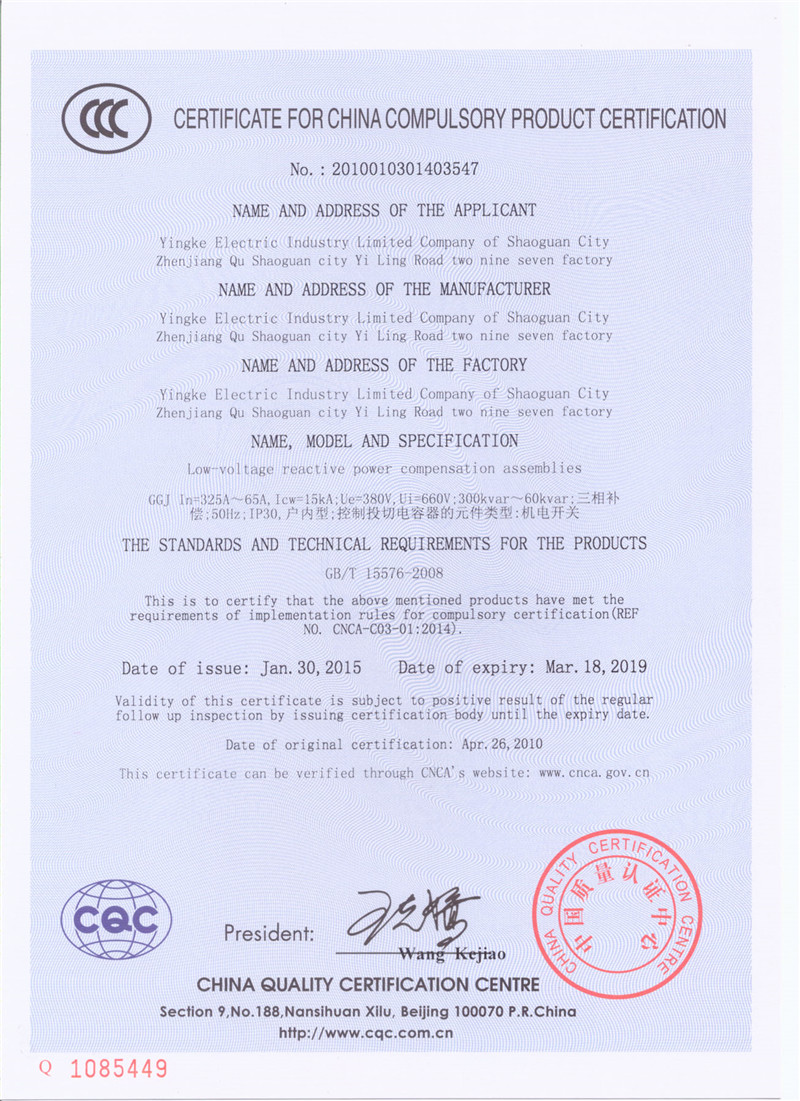 CCC
CERTIFICATE FOR CHINA COMPULSORY PRODUCT CERTIFICATION
No. : 2010010301403547
NAME AND ADDRESS OF THE APPLICANT
Yingke Electric Industry Limited Company of Shaoguan City
Zhenjiang Qu Shaoguan city Yi Ling Road two nine seven factory
NAME AND ADDRESS OF THE MANUFACTURER
Yingke Electric Industry Limited Company of Shaoguan City
Zhenjiang Qu Shaoguan city Yi Ling Road two nine seven factory
NAME AND ADDRESS OF THE FACTORY
Yingke Electric Industry Limited Company of Shaoguan City
Zhenjiang Qu Shaoguan city Yi Ling Road two nine seven factory
NAME, MODEL AND SPECIFICATION
Low-voltage reactive power compensation assemblies
GGJ In=325A～65A,Icw=15kA;Ue=380V,Ui=660V;300kvar～60kvar;三相补
偿;50Hz;IP30,户内型;控制投切电容器的元件类型:机电开关
THE STANDARDS AND TECHNICAL REQUIREMENTS FOR THE PRODUCTS
GB/T 15576-2008
This is to certify that the above mentioned products have met the
requirements of implementation rules for compulsory certification(REF
NO. CNCA-C03-01:2014).
Date of issue: Jan.30,2015 Date of expiry: Mar.18,2019
Validity of this certificate is subject to positive result of the regular
follow up inspection by issuing certification body until the expiry date.
Date of original certification: Apr.26,2010
This certificate can be verified through CNCA's website: www.cnca.gov.cn
CHINA QUALITY CERTIFICATION CENTRE
中国质量认证中心
CQC
President:
Wang Kejiao
CHINA QUALITY CERTIFICATION CENTRE
Section 9,No.188,Nansihuan Xilu, Beijing 100070 P.R.China
http://www.cqc.com.cn
Q 1085449